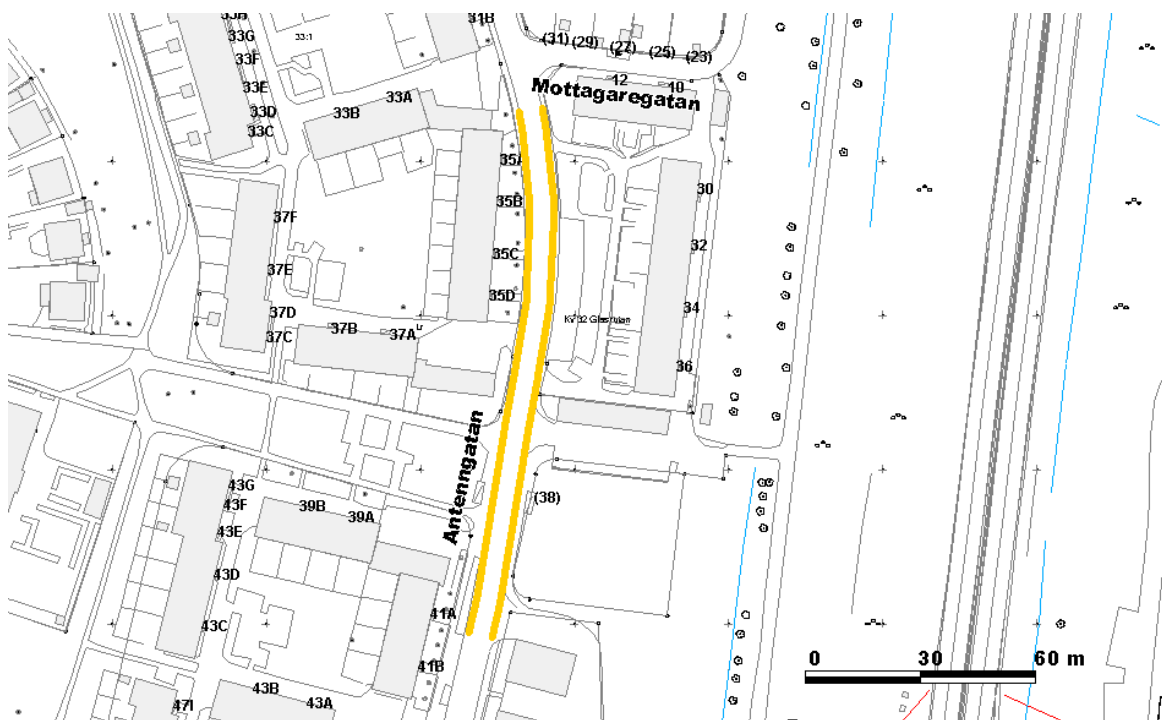 33H
31B
33G
33:1
(31)
(29)
(27)
(25)
(23)
33F
12
10
33E
33A
Mottagaregatan
33D
33B
33C
35A
30
35B
37F
32
35C
37E
35D
34
37D
37B
37A
37C
36
Antenngatan
43G
39B
(38)
43F
39A
43E
43D
41A
43C
0
30
60 m
41B
43B
47I
43A